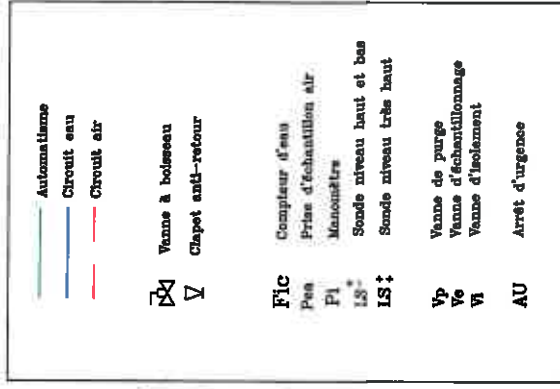 Automatisme
Circuit eau
Circuit air
Vanne à boisseau
Clapet anti-retour
Fic Compteur d'eau
Pea Prise d'échantillon air
PI Manomètre
LS⁺₋ Sonde niveau haut et bas
LS‡ Sonde niveau très haut
Vp Vanne de purge
Ve Vanne d'échantillonnage
Vi Vanne d'isolement
AU Arrêt d'urgence